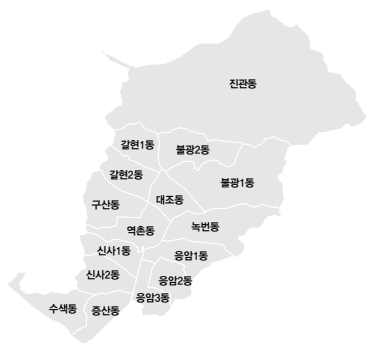 진관동
갈현1동
불광2동
갈현2동
불광1동
대조동
구산동
녹번동
역촌동
신사1동
응암1동
신사2동
응암2동
응암3동
수색동
증산동